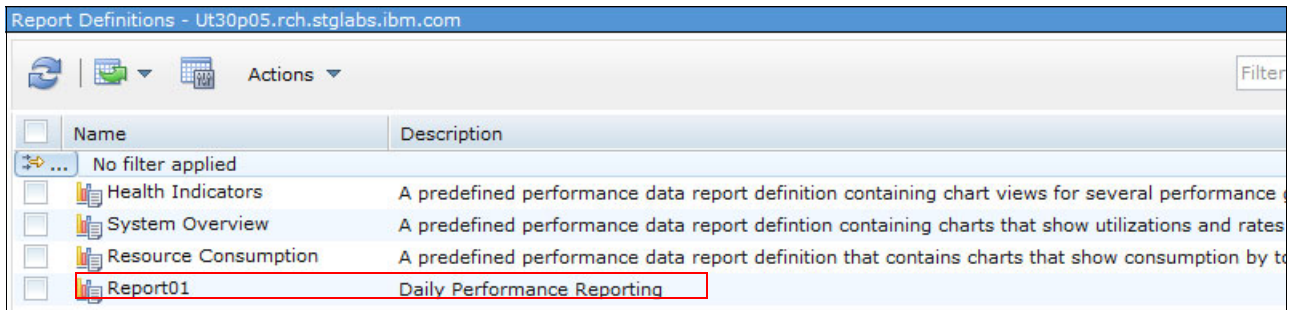 Report Definitions - Ut30p05.rch.stglabs.ibm.com
Actions
Filter
Name Description
... No filter applied
Health Indicators A predefined performance data report definition containing chart views for several performance
System Overview A predefined performance data report defintion containing charts that show utilizations and rates
Resource Consumption A predefined performance data report definition that contains charts that show consumption by
Report01 Daily Performance Reporting